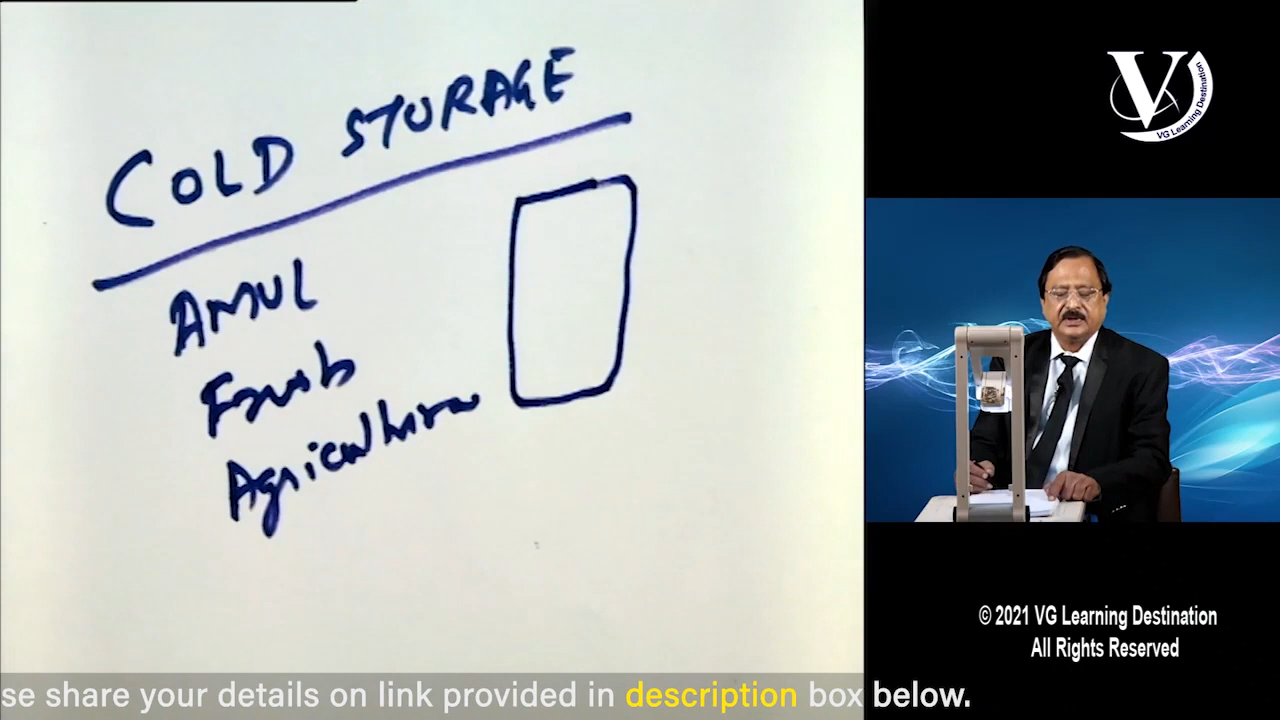 COLD STORAGE
AMUL
Fruits
Agriculture
V
VG Learning Destination
© 2021 VG Learning Destination
All Rights Reserved
se share your details on link provided in description box below.